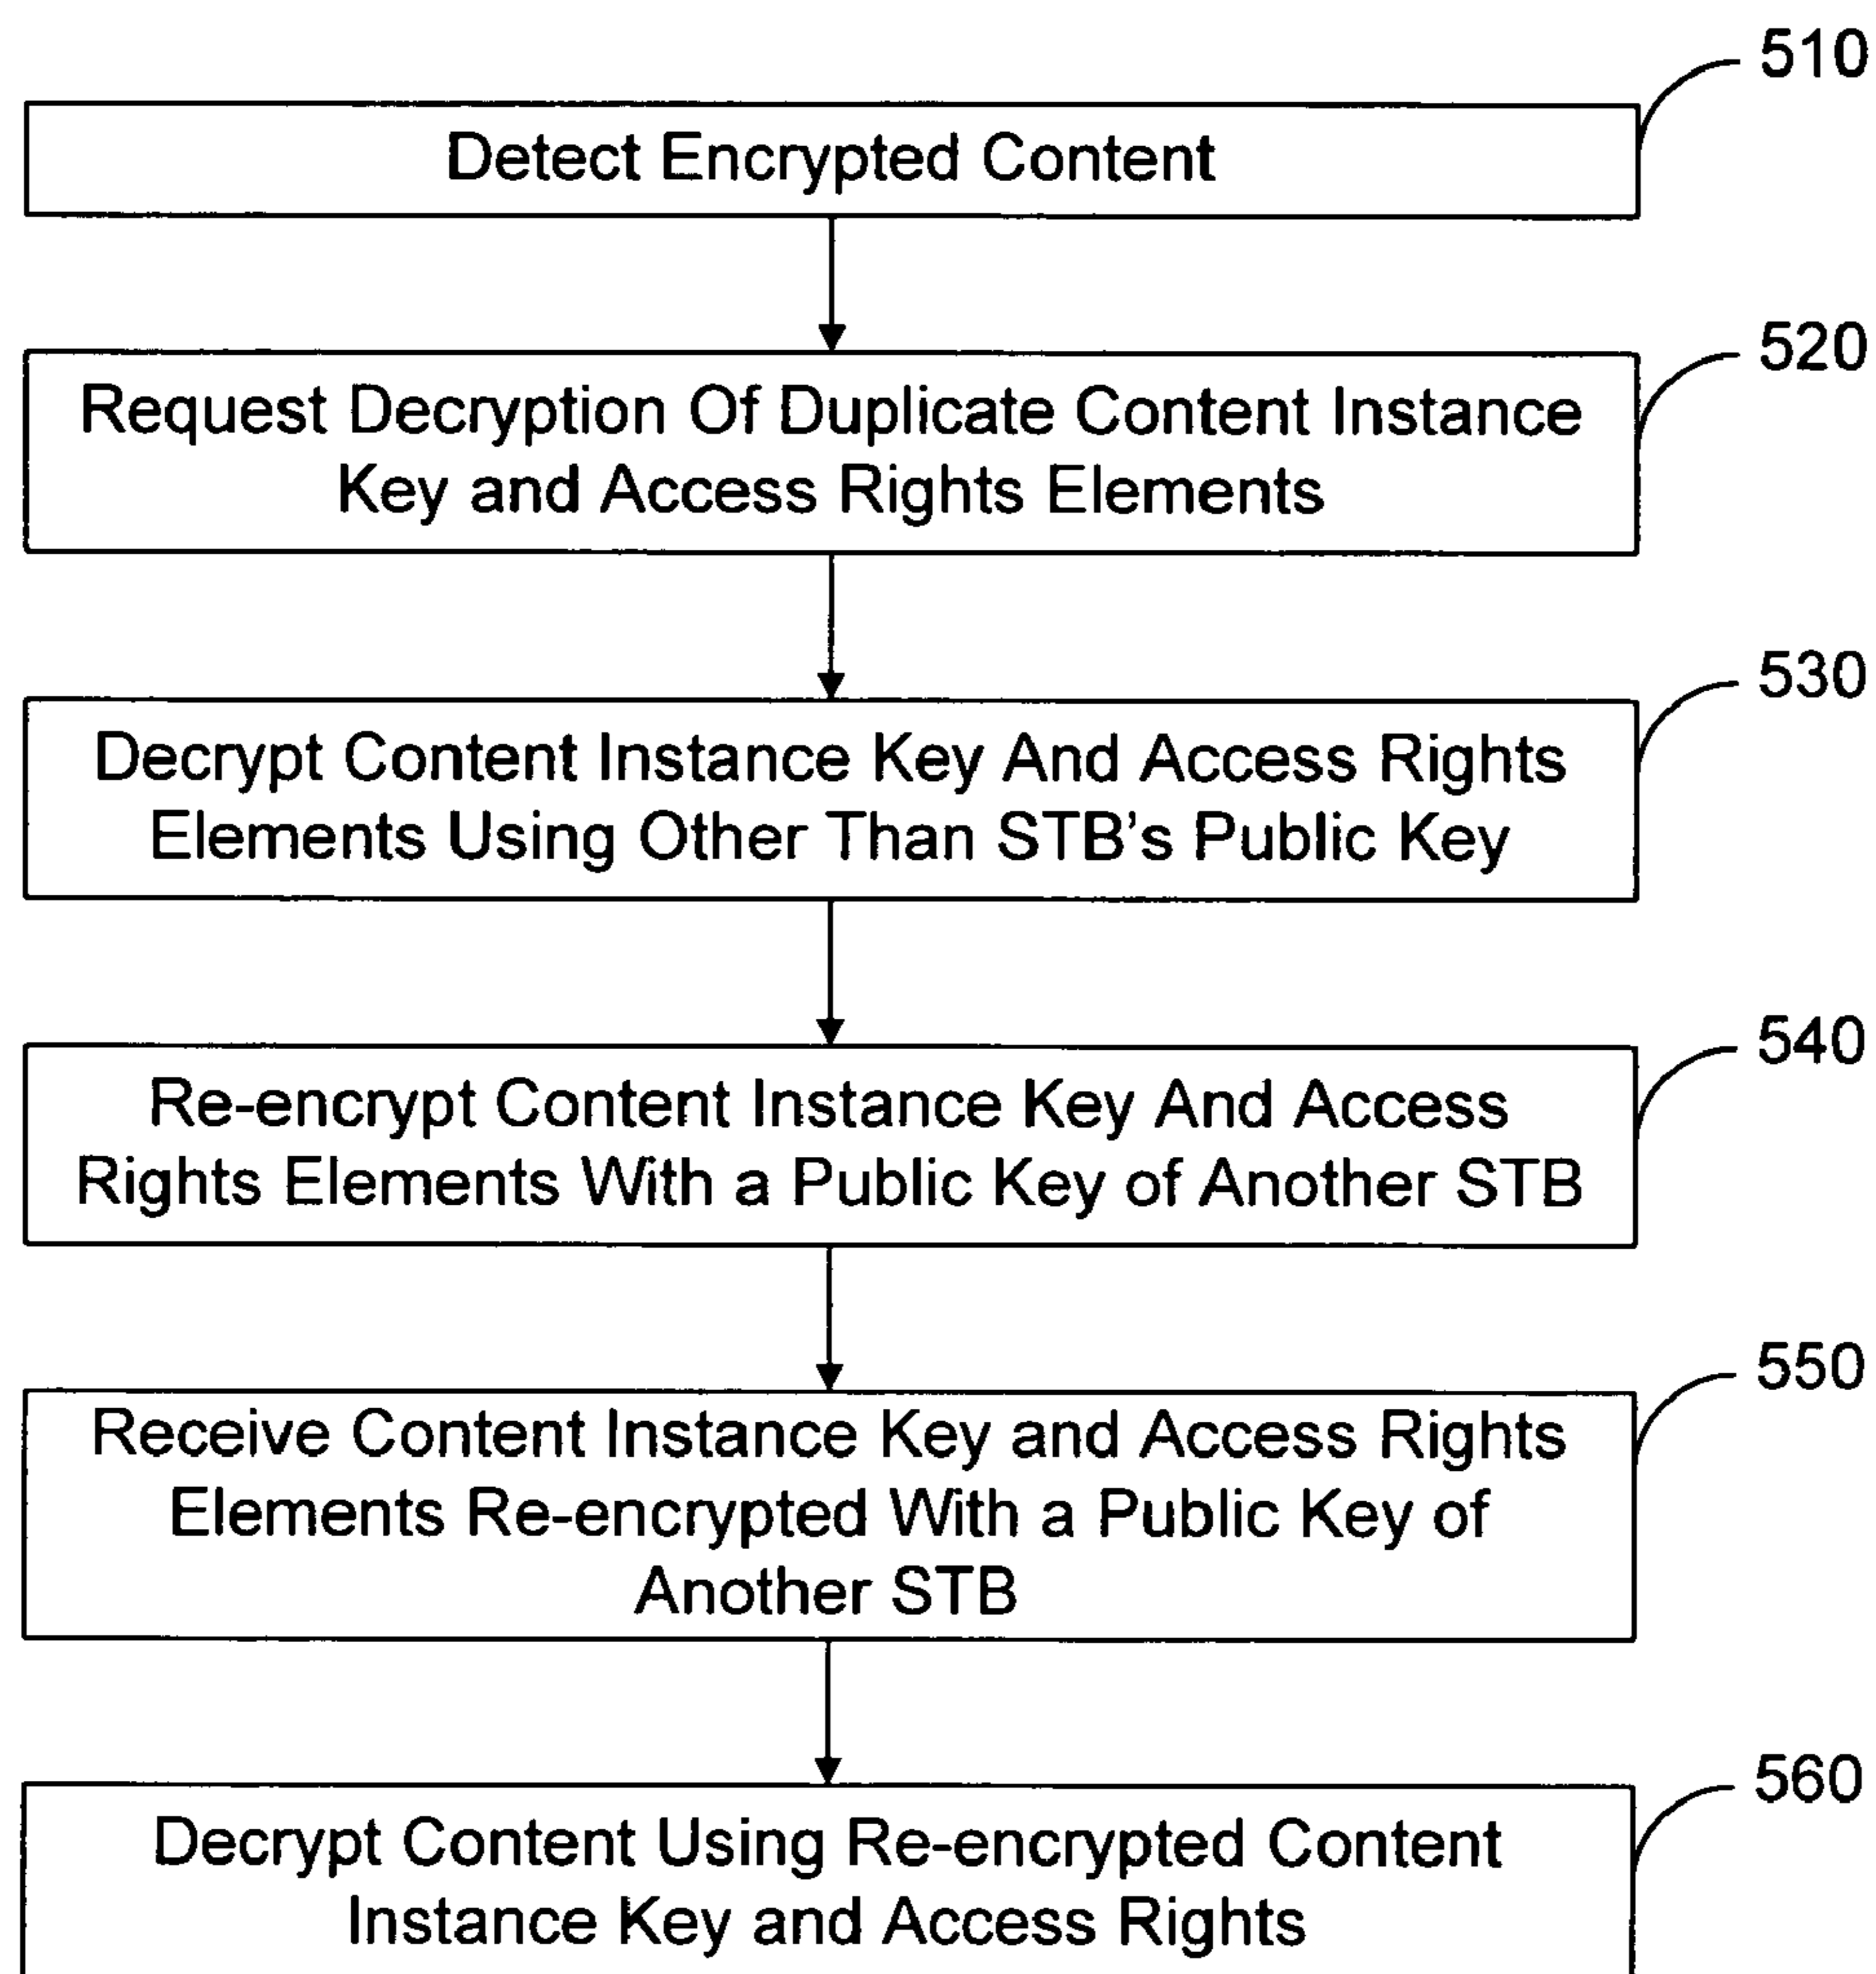 510
Detect Encrypted Content
520
Request Decryption Of Duplicate Content Instance
Key and Access Rights Elements
530
Decrypt Content Instance Key And Access Rights
Elements Using Other Than STB's Public Key
540
Re-encrypt Content Instance Key And Access
Rights Elements With a Public Key of Another STB
550
Receive Content Instance Key and Access Rights
Elements Re-encrypted With a Public Key of
Another STB
560
Decrypt Content Using Re-encrypted Content
Instance Key and Access Rights